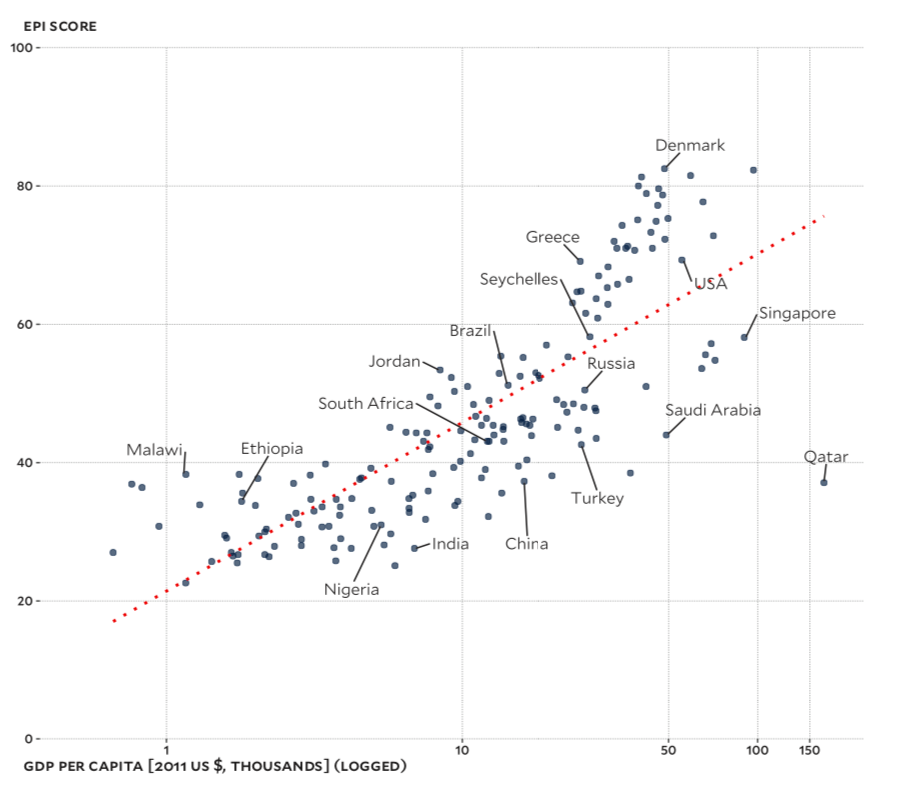 EPI SCORE
100
Denmark
80
Greece
Seychelles
USA
60
Singapore
Brazil
Jordan
Russia
South Africa
Saudi Arabia
Malawi
Ethiopia
Qatar
40
Turkey
India
China
Nigeria
20
0
1 10 50 100 150
GDP PER CAPITA [2011 US $, THOUSANDS] (LOGGED)